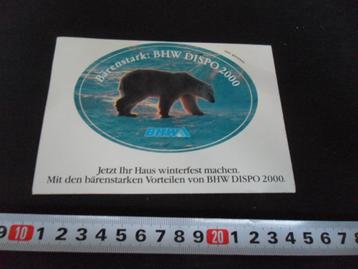 Bärenstark: BHW DISPO 2000
BHW
Jetzt Ihr Haus winterfest machen.
Mit den bärenstarken Vorteilen von BHW DISPO 2000.
9 10 1 2 3 4 5 6 7 8 9 20 1 2 3 4 5 6 7 8